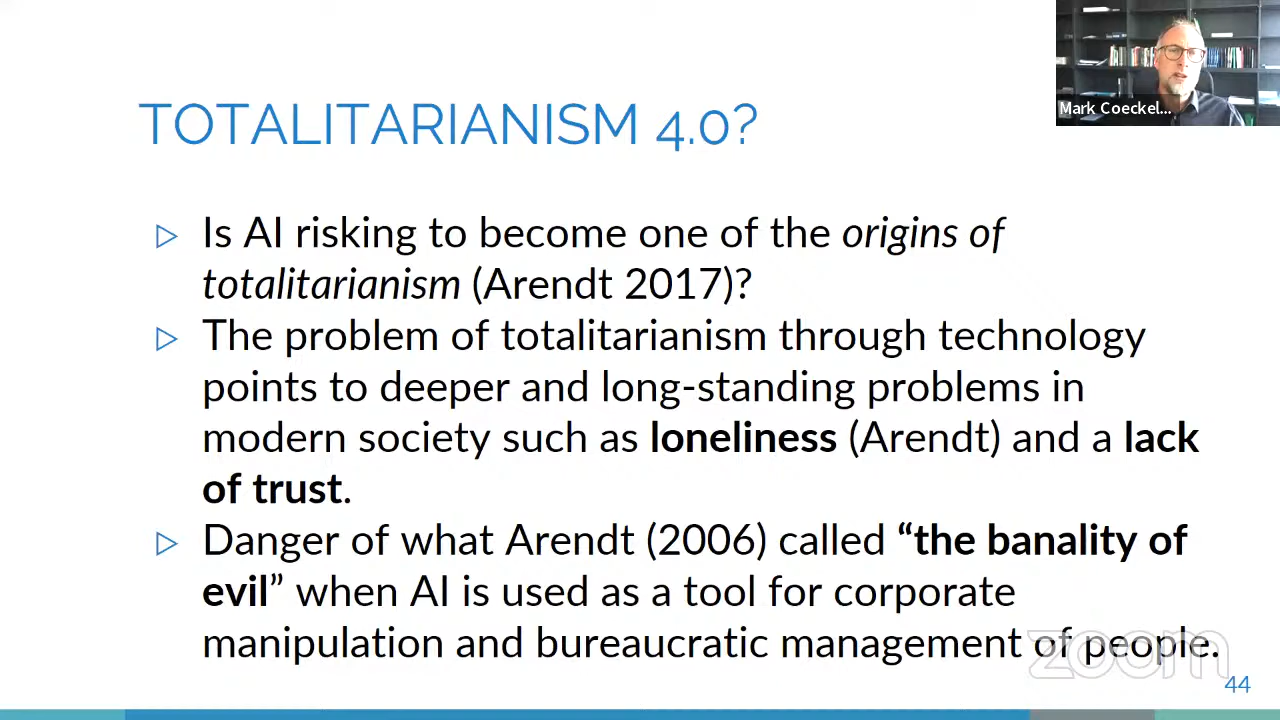 Mark Coeckel...
TOTALITARIANISM 4.0?
▷ Is AI risking to become one of the origins of
totalitarianism (Arendt 2017)?
▷ The problem of totalitarianism through technology
points to deeper and long-standing problems in
modern society such as loneliness (Arendt) and a lack
of trust.
▷ Danger of what Arendt (2006) called “the banality of
evil” when AI is used as a tool for corporate
manipulation and bureaucratic management of people.
zoom
44